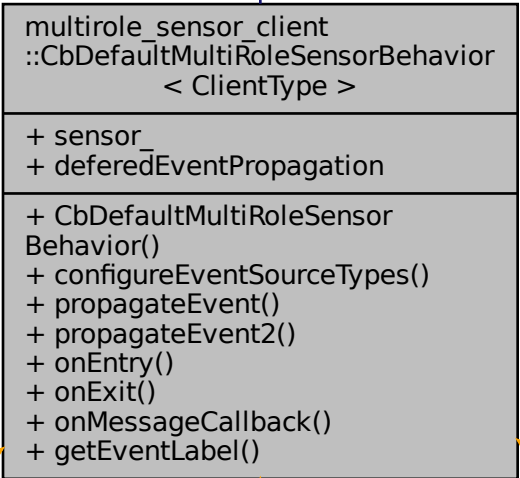 multirole_sensor_client
::CbDefaultMultiRoleSensorBehavior
< ClientType >
+ sensor_
+ deferedEventPropagation
+ CbDefaultMultiRoleSensor
Behavior()
+ configureEventSourceTypes()
+ propagateEvent()
+ propagateEvent2()
+ onEntry()
+ onExit()
+ onMessageCallback()
+ getEventLabel()